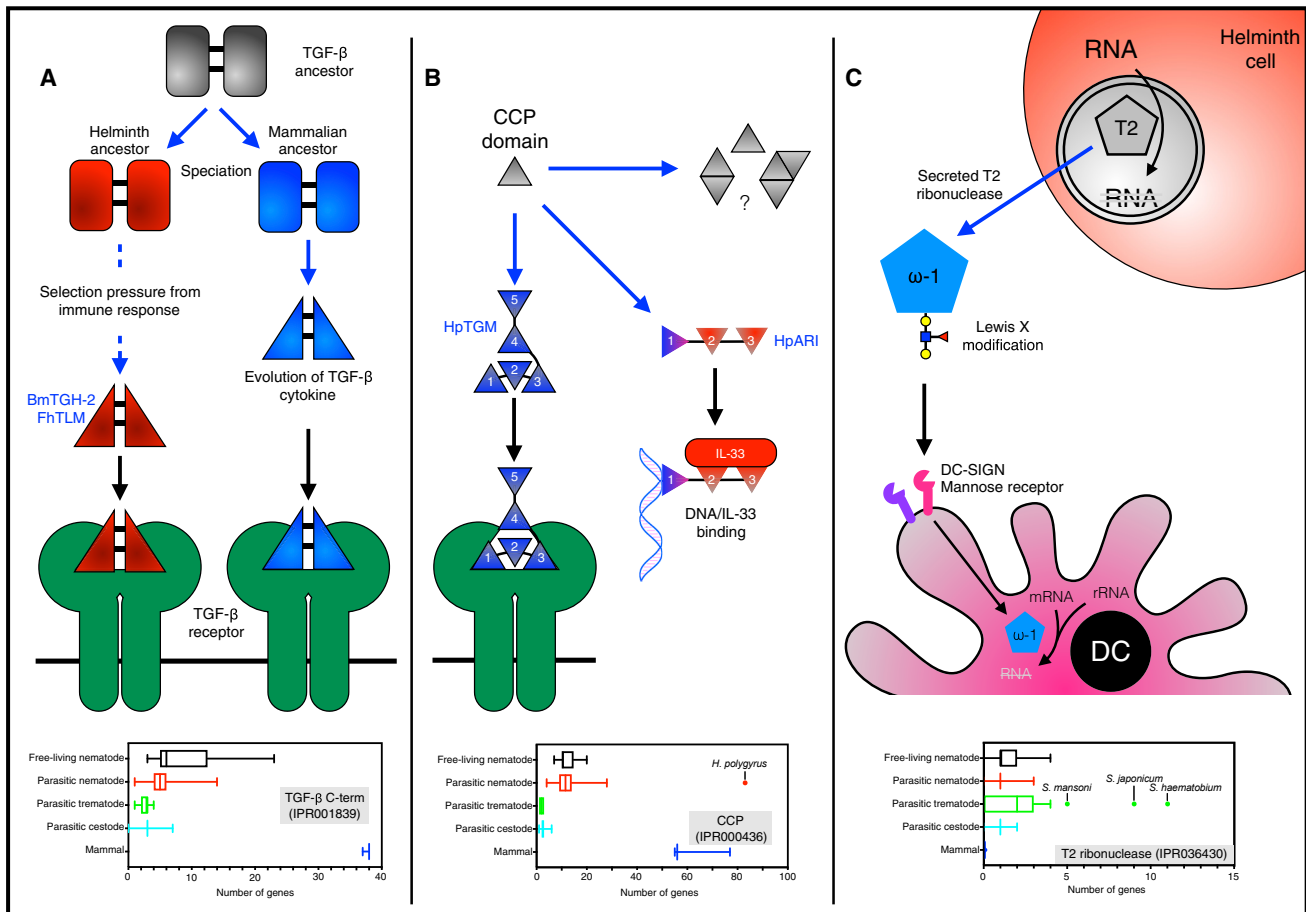 A
TGF-β
ancestor
Helminth
ancestor
Mammalian
ancestor
Speciation
Selection pressure from
immune response
BmTGH-2
FhTLM
Evolution of TGF-β
cytokine
TGF-β
receptor
Free-living nematode
Parasitic nematode
Parasitic trematode
Parasitic cestode
Mammal
TGF-β C-term
(IPR001839)
0 10 20 30 40
Number of genes
B
CCP
domain
?
HpTGM
5
4
2
1 3
HpARI
1 2 3
IL-33
1 2 3
DNA/IL-33
binding
5
4
2
1 3
Free-living nematode
Parasitic nematode
Parasitic trematode
Parasitic cestode
Mammal
H. polygyrus
CCP
(IPR000436)
0 20 40 60 80 100
Number of genes
C
RNA
Helminth
cell
T2
RNA
Secreted T2
ribonuclease
ω-1
Lewis X
modification
DC-SIGN
Mannose receptor
mRNA rRNA
ω-1
RNA
DC
Free-living nematode
Parasitic nematode
Parasitic trematode
Parasitic cestode
Mammal
S. mansoni
S. japonicum
S. haematobium
T2 ribonuclease (IPR036430)
0 5 10 15
Number of genes